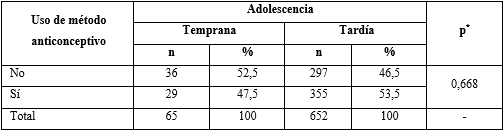 Uso de método anticonceptivo Adolescencia p*
Temprana Tardía
n % n %
No 36 52,5 297 46,5 0,668
Sí 29 47,5 355 53,5
Total 65 100 652 100 -